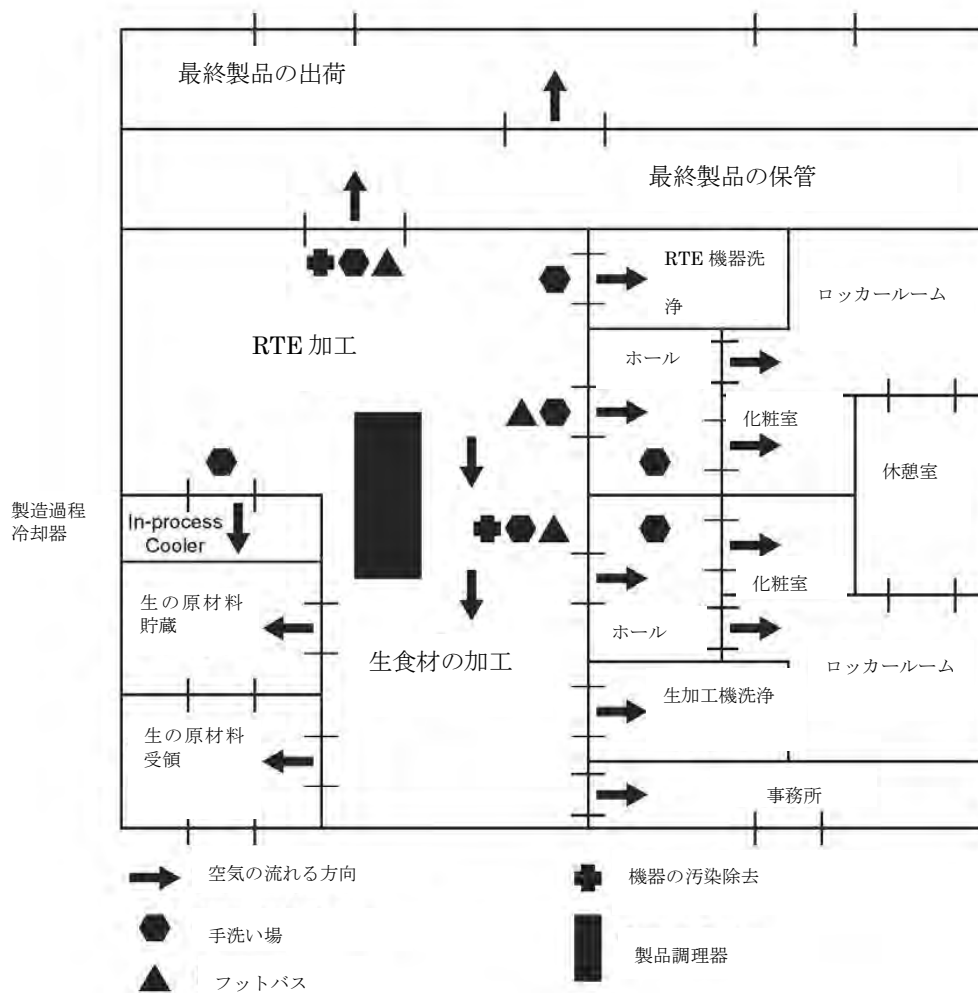 最終製品の出荷
最終製品の保管
RTE 機器洗
浄
ロッカールーム
RTE 加工
ホール
化粧室
休憩室
製造過程
冷却器
In-process
Cooler
生の原材料
貯蔵
化粧室
ホール
生食材の加工
ロッカールーム
生加工機洗浄
生の原材料
受領
事務所
空気の流れる方向
機器の汚染除去
手洗い場
製品調理器
フットバス